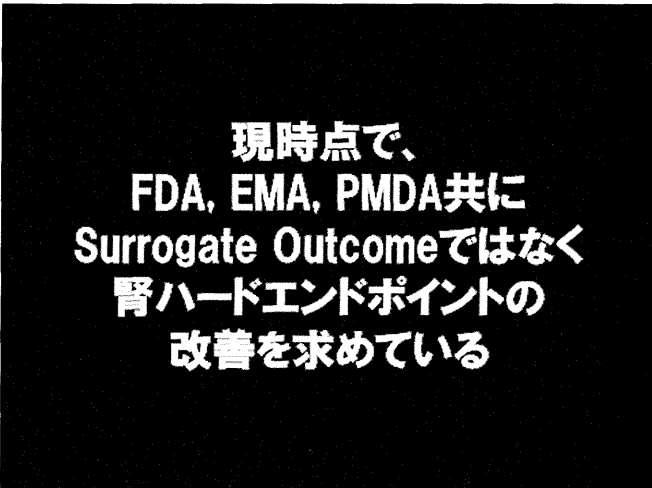 現時点で、
FDA, EMA, PMDA共に
Surrogate Outcomeではなく
腎ハードエンドポイントの
改善を求めている